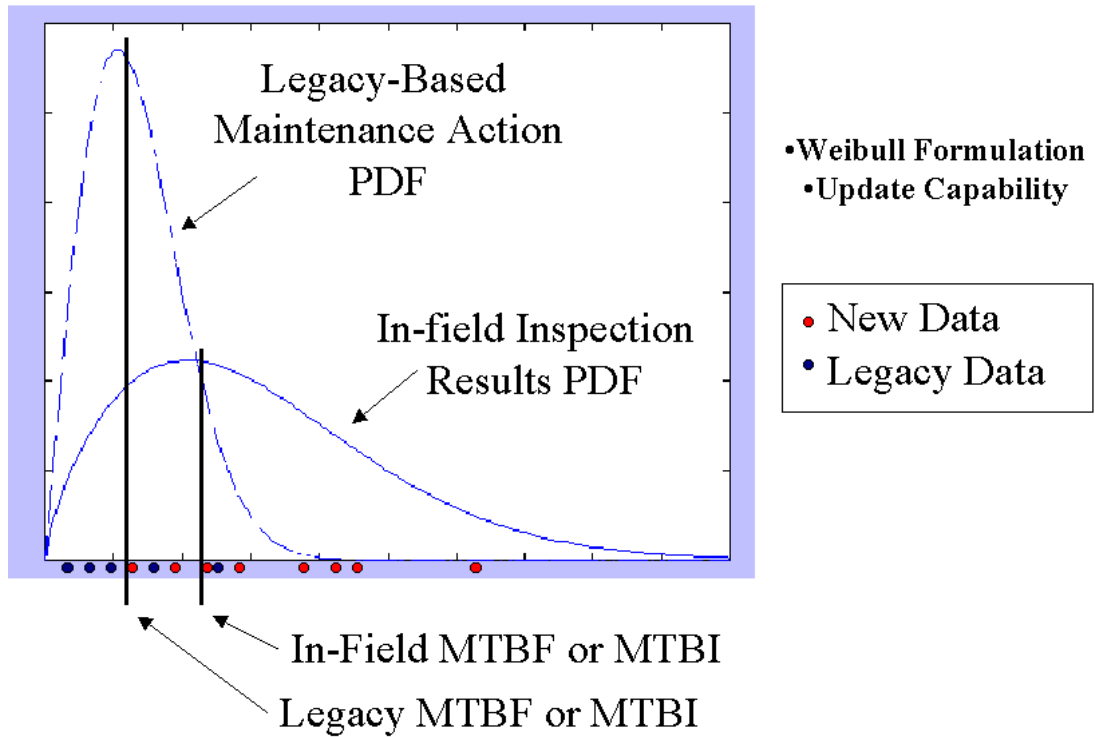 Legacy-Based
Maintenance Action
PDF
In-field Inspection
Results PDF
•Weibull Formulation
•Update Capability
New Data
Legacy Data
In-Field MTBF or MTBI
Legacy MTBF or MTBI